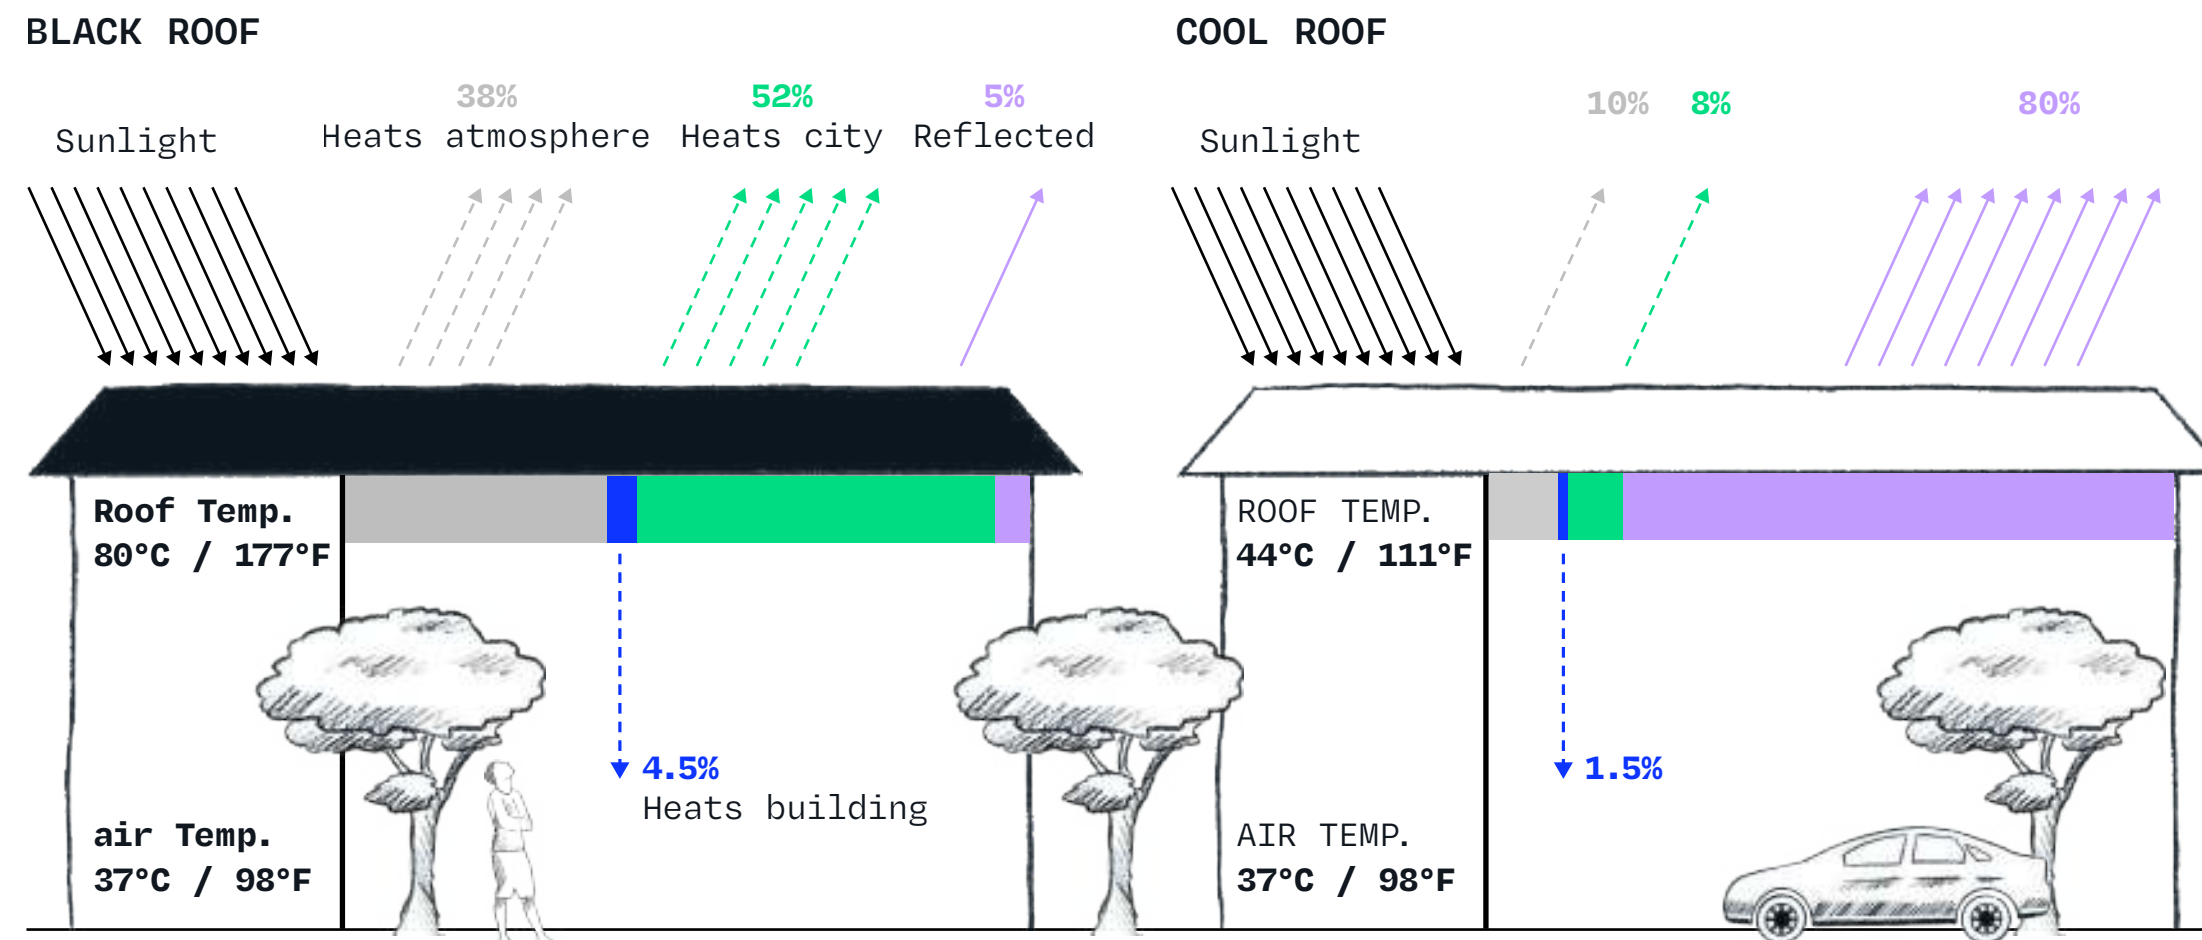 BLACK ROOF
38%
52%
5%
Sunlight
Heats atmosphere
Heats city
Reflected
Roof Temp.
80°C / 177°F
4.5%
Heats building
air Temp.
37°C / 98°F
COOL ROOF
10%
8%
80%
Sunlight
ROOF TEMP.
44°C / 111°F
1.5%
AIR TEMP.
37°C / 98°F